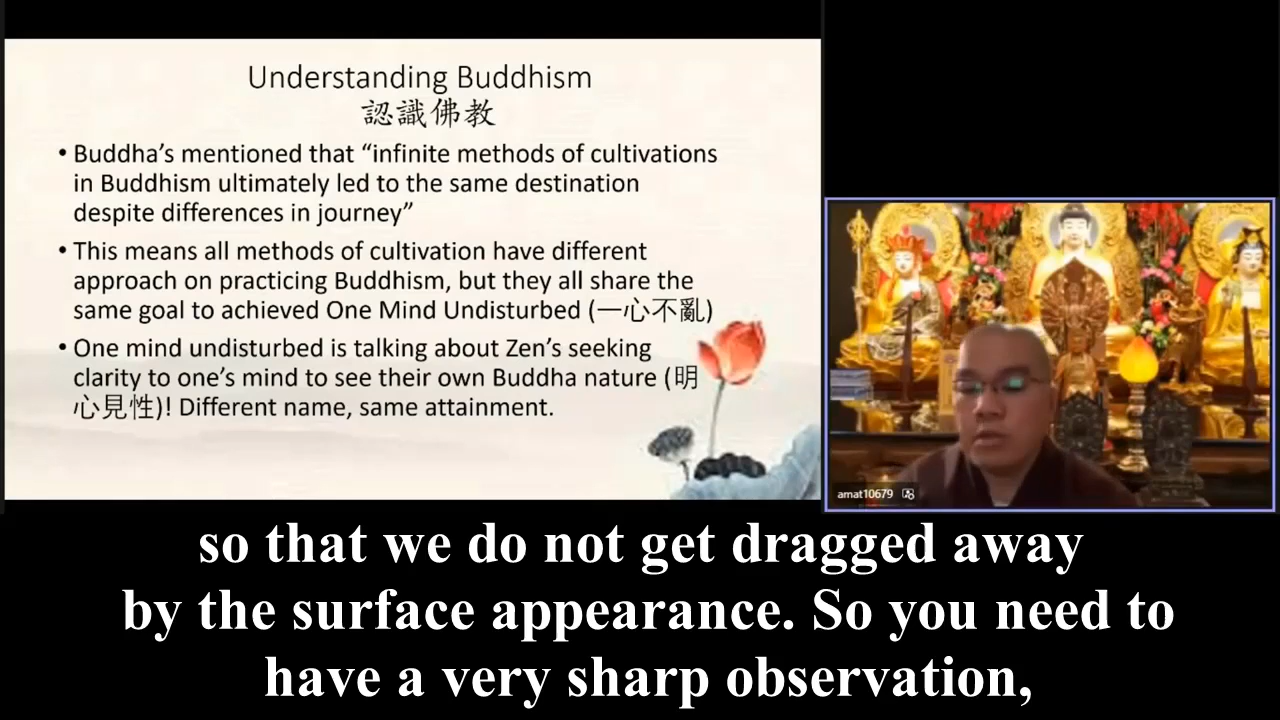 Understanding Buddhism
認識佛教
• Buddha’s mentioned that “infinite methods of cultivations
in Buddhism ultimately led to the same destination
despite differences in journey”
• This means all methods of cultivation have different
approach on practicing Buddhism, but they all share the
same goal to achieved One Mind Undisturbed (一心不亂)
• One mind undisturbed is talking about Zen’s seeking
clarity to one’s mind to see their own Buddha nature (明
心見性)! Different name, same attainment.
amat10679
so that we do not get dragged away
by the surface appearance. So you need to
have a very sharp observation,